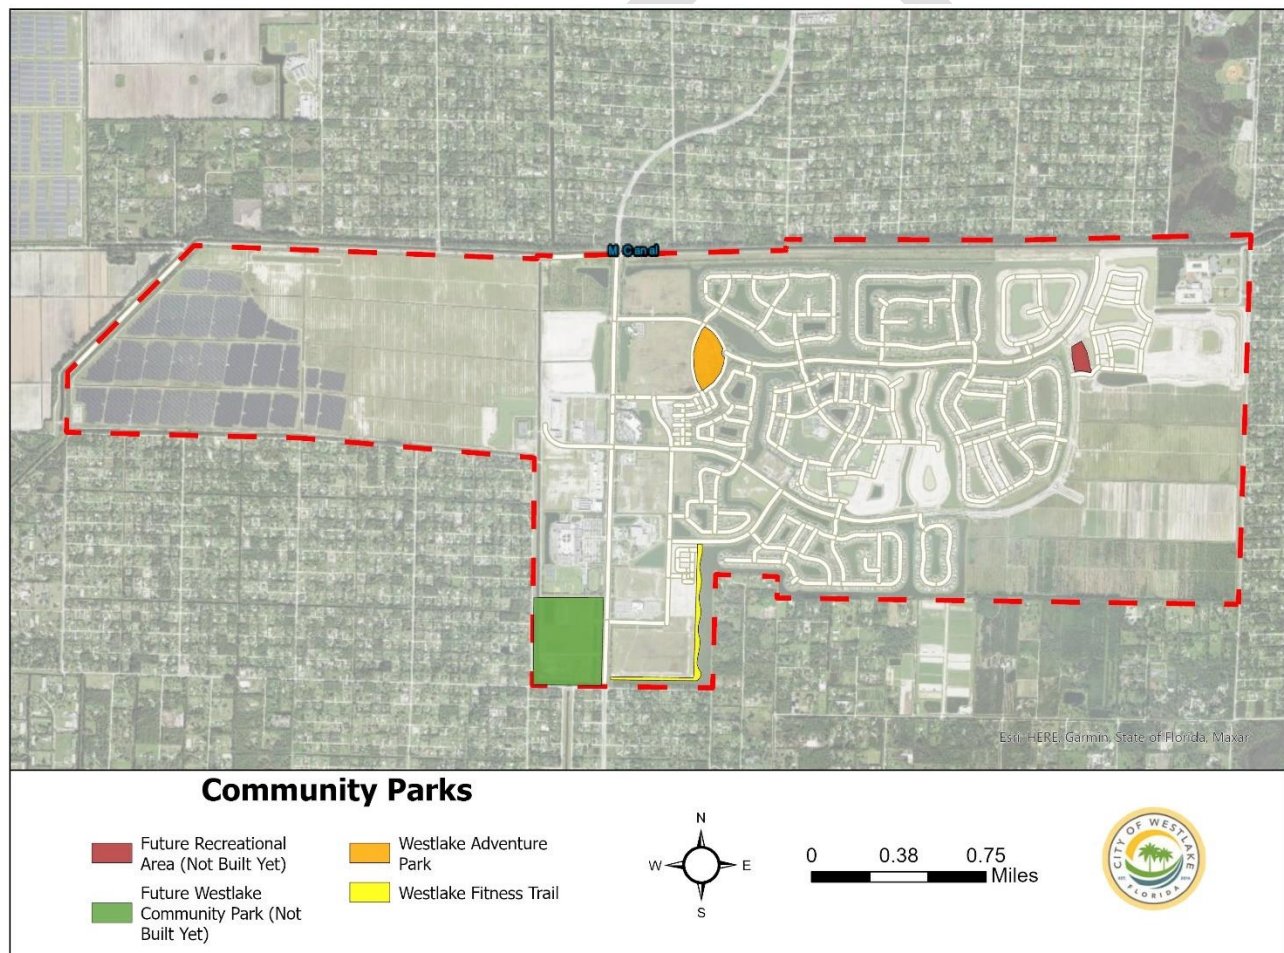 M Canal
Esri, HERE, Garmin, State of Florida, Maxar
Community Parks
Future Recreational
Area (Not Built Yet)
Future Westlake
Community Park (Not
Built Yet)
Westlake Adventure
Park
Westlake Fitness Trail
N
W
E
S
0
0.38
0.75
Miles
CITY OF WESTLAKE
FLORIDA